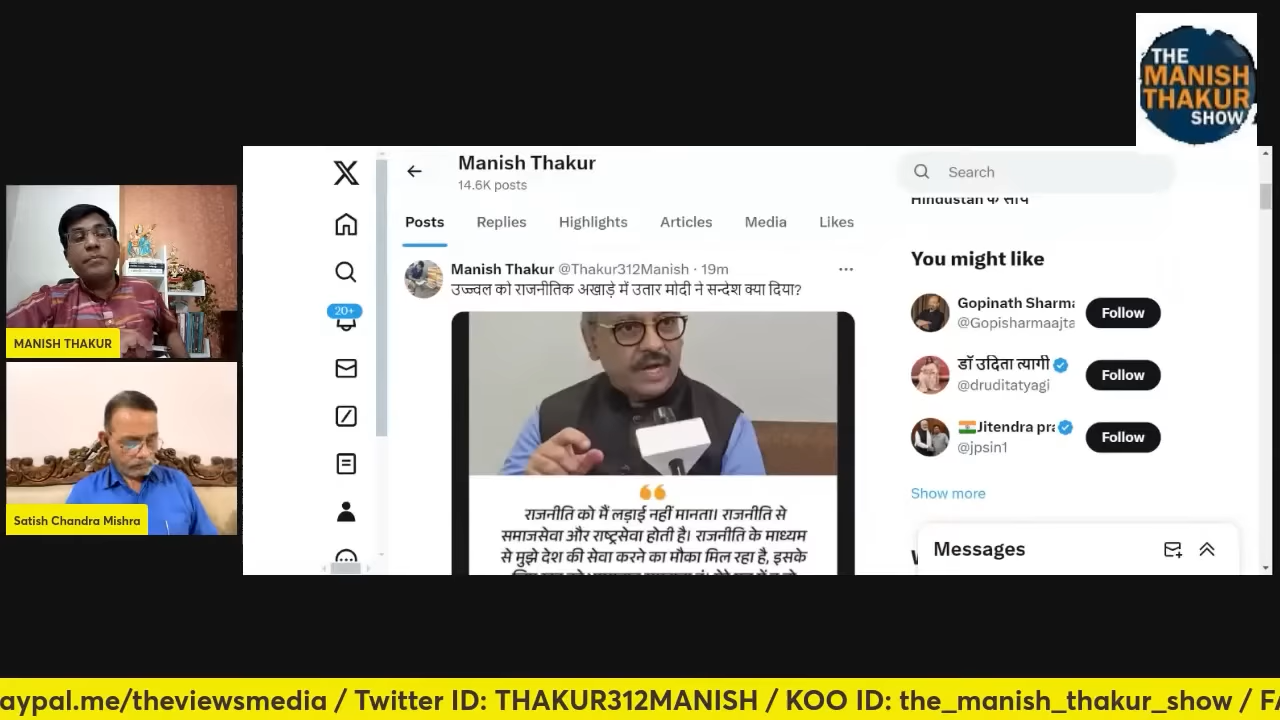 THE
MANISH
THAKUR
SHOW
Manish Thakur
14.6K posts
Search
Hindustan के साथ
Posts
Replies
Highlights
Articles
Media
Likes
Manish Thakur @Thakur312Manish · 19m
उज्ज्वल को राजनीतिक अखाड़े में उतार मोदी ने सन्देश क्या दिया?
20+
राजनीति को मैं लड़ाई नहीं मानता। राजनीति से
समाजसेवा और राष्ट्रसेवा होती है। राजनीति के माध्यम
से मुझे देश की सेवा करने का मौका मिल रहा है, इसके
You might like
Gopinath Sharma
@Gopisharmaajta
Follow
डॉ उदिता त्यागी
@druditatyagi
Follow
Jitendra pra
@jpsin1
Follow
Show more
Messages
MANISH THAKUR
Satish Chandra Mishra
aypal.me/theviewsmedia / Twitter ID: THAKUR312MANISH / KOO ID: the_manish_thakur_show / FA